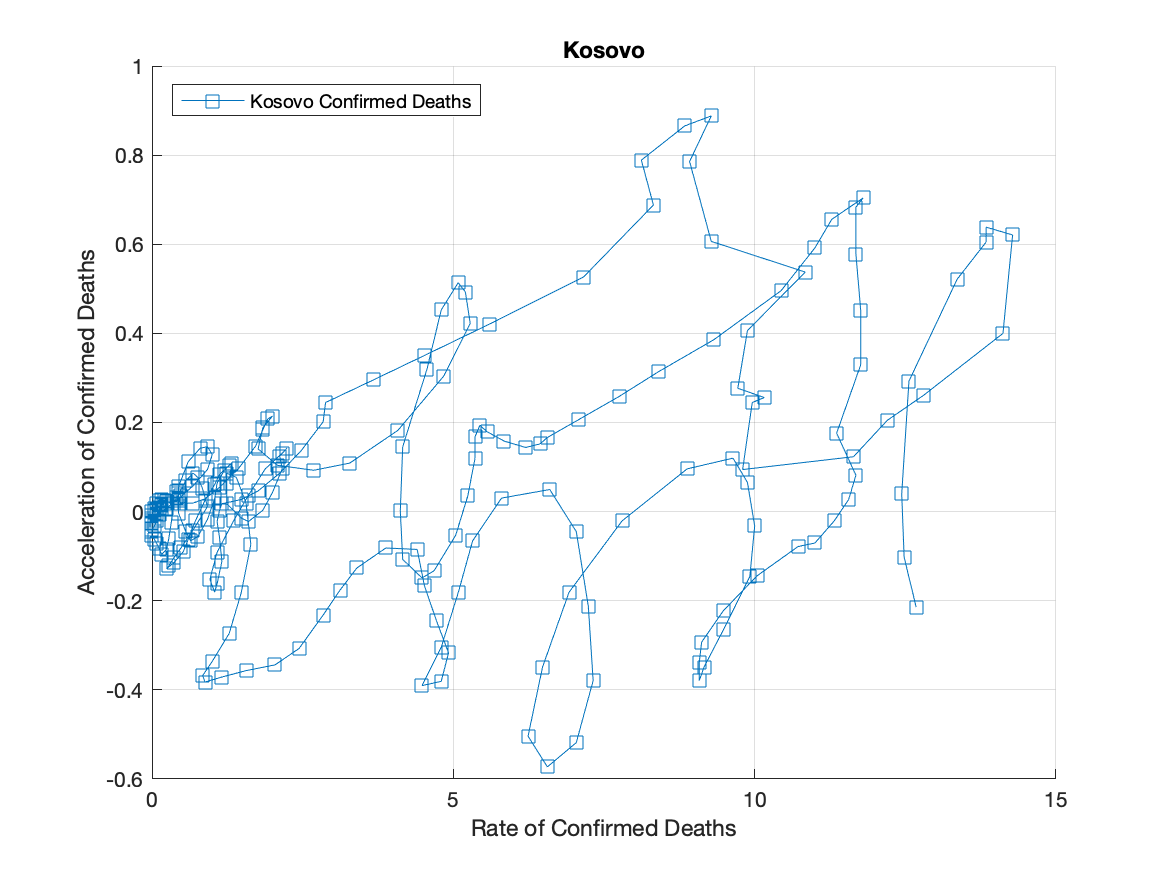 Kosovo
1
Kosovo Confirmed Deaths
0.8
0.6
0.4
0.2
0
-0.2
-0.4
-0.6
Acceleration of Confirmed Deaths
0 5 10 15
Rate of Confirmed Deaths